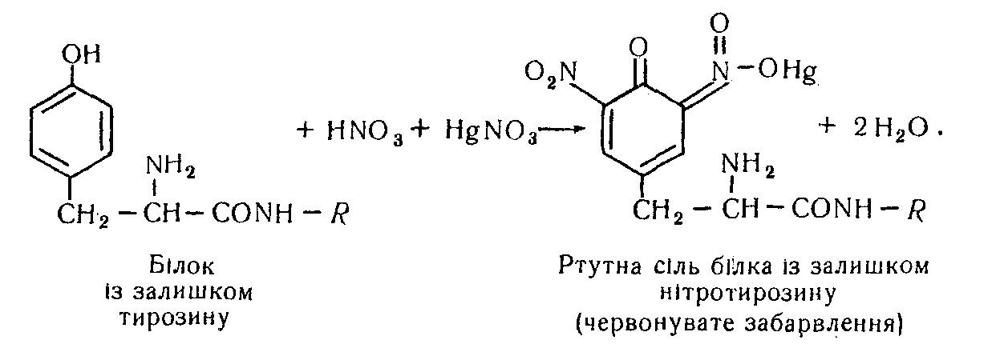 OH
NH₂
CH₂ – CH – CONH – R
+ HNO₃ + HgNO₃ →
O
O
O₂N
N – OHg
NH₂
CH₂ – CH – CONH – R
+ 2H₂O.
Білок
із залишком
тирозину
Ртутна сіль білка із залишком
нітротирозину
(червонувате забарвлення)